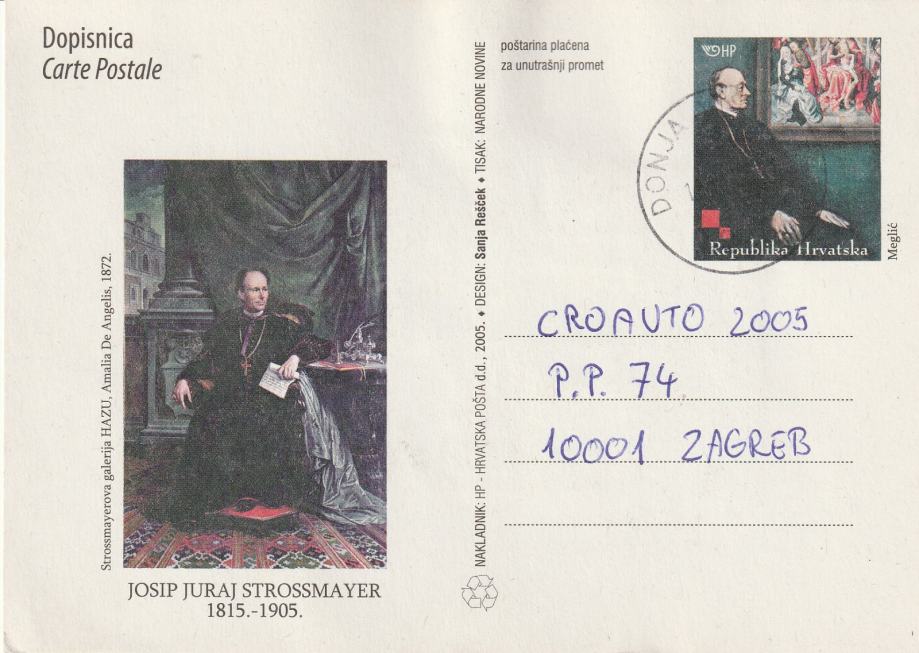 Dopisnica
Carte Postale
Strossmayerova galerija HAZU, Amalia De Angelis, 1872.
JOSIP JURAJ STROSSMAYER
1815.-1905.
NAKLADNIK: HP - HRVATSKA POŠTA d.d., 2005. ♦ DESIGN: Sanja Rešček ♦ TISAK: NARODNE NOVINE
poštarina plaćena
za unutrašnji promet
HP
Republika Hrvatska
Meglić
DONJA
CROAUTO 2005
P.P. 74
10001 ZAGREB